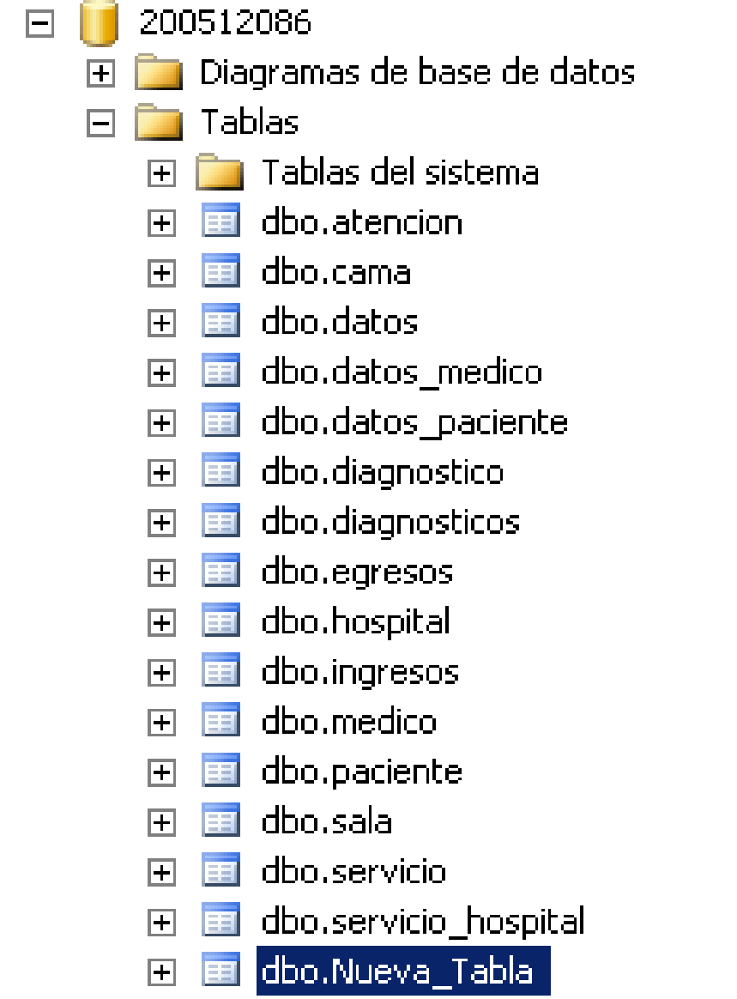 200512086
Diagramas de base de datos
Tablas
Tablas del sistema
dbo.atencion
dbo.cama
dbo.datos
dbo.datos_medico
dbo.datos_paciente
dbo.diagnostico
dbo.diagnosticos
dbo.egresos
dbo.hospital
dbo.ingresos
dbo.medico
dbo.paciente
dbo.sala
dbo.servicio
dbo.servicio_hospital
dbo.Nueva_Tabla